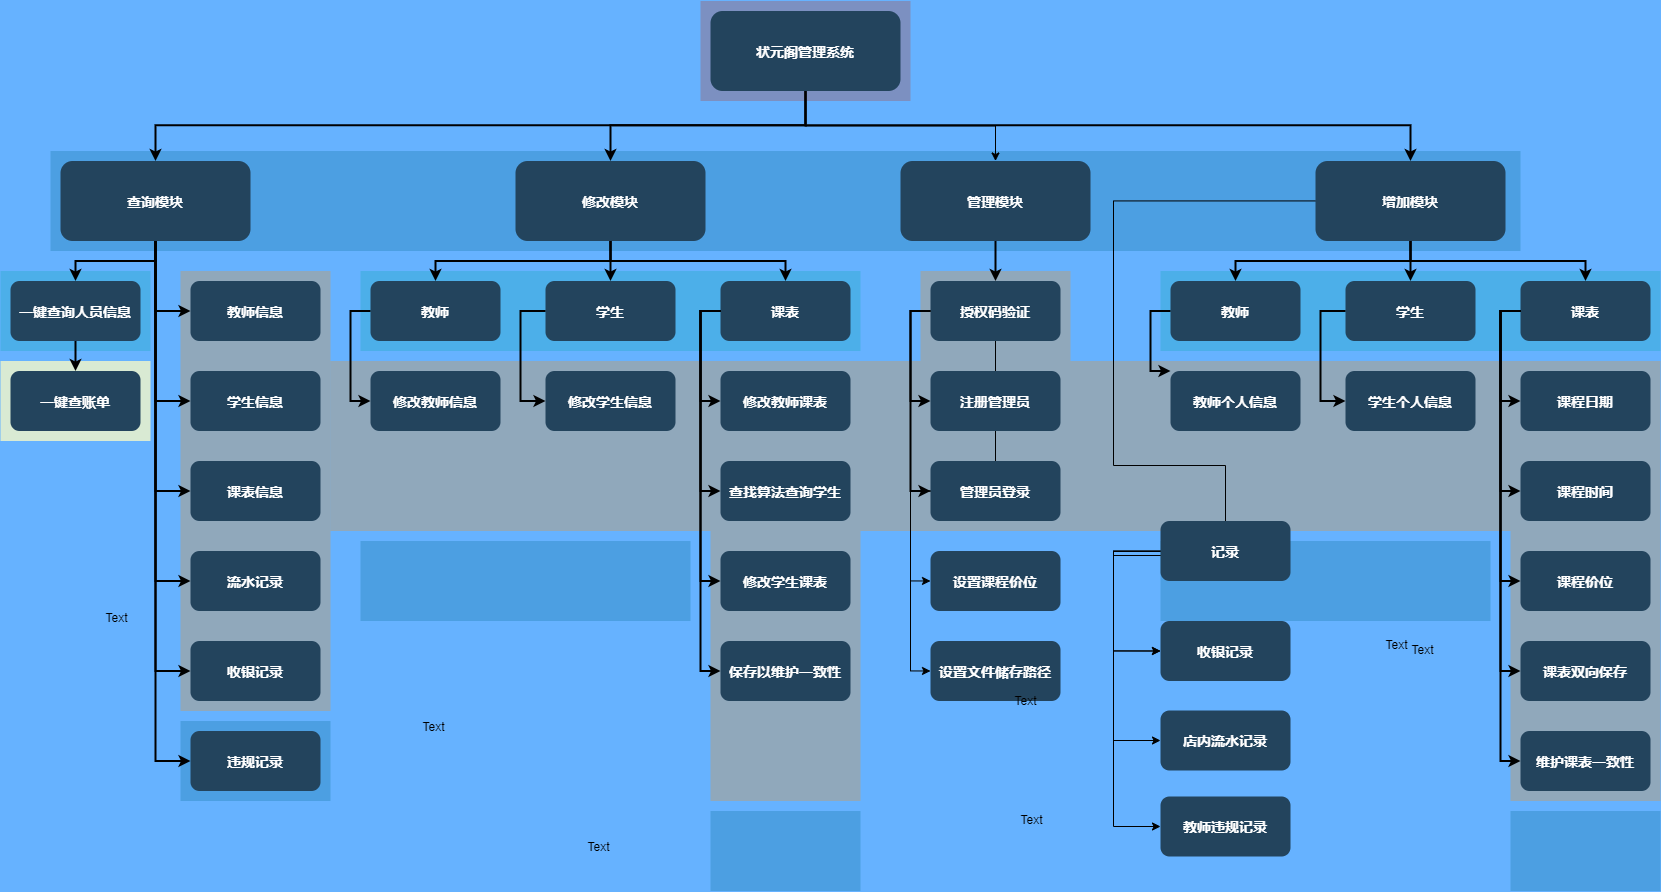 状元阁管理系统
查询模块
修改模块
管理模块
增加模块
一键查询人员信息
教师信息
教师
学生
课表
授权码验证
教师
学生
课表
一键查账单
学生信息
修改教师信息
修改学生信息
修改教师课表
注册管理员
教师个人信息
学生个人信息
课程日期
课表信息
查找算法查询学生
管理员登录
课程时间
记录
流水记录
修改学生课表
设置课程价位
课程价位
Text
Text
Text
收银记录
收银记录
保存以维护一致性
设置文件储存路径
课表双向保存
Text
Text
店内流水记录
违规记录
维护课表一致性
Text
教师违规记录
Text